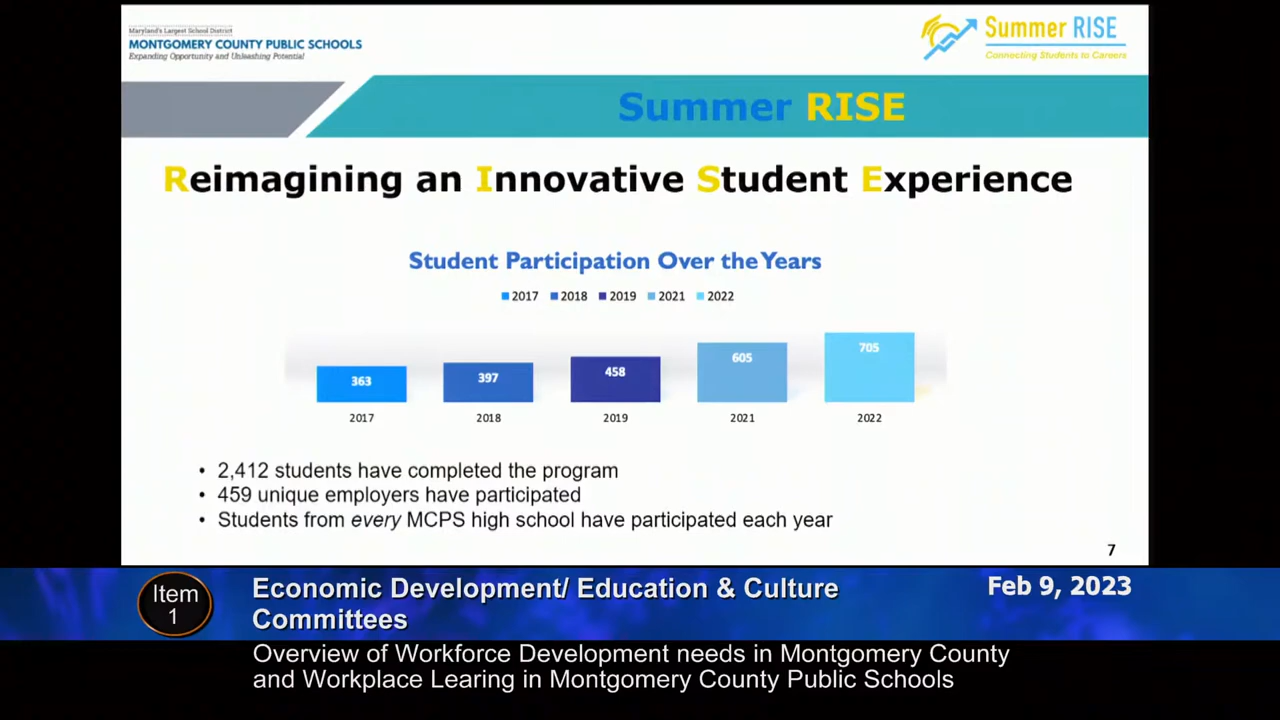 Maryland's Largest School District
MONTGOMERY COUNTY PUBLIC SCHOOLS
Expanding Opportunity and Unleashing Potential
Summer RISE
Connecting Students to Careers
Summer RISE
Reimagining an Innovative Student Experience
Student Participation Over the Years
2017 2018 2019 2021 2022
363 397 458 605 705
2017 2018 2019 2021 2022
• 2,412 students have completed the program
• 459 unique employers have participated
• Students from every MCPS high school have participated each year
7
Item
1
Economic Development/ Education & Culture
Committees
Feb 9, 2023
Overview of Workforce Development needs in Montgomery County
and Workplace Learing in Montgomery County Public Schools